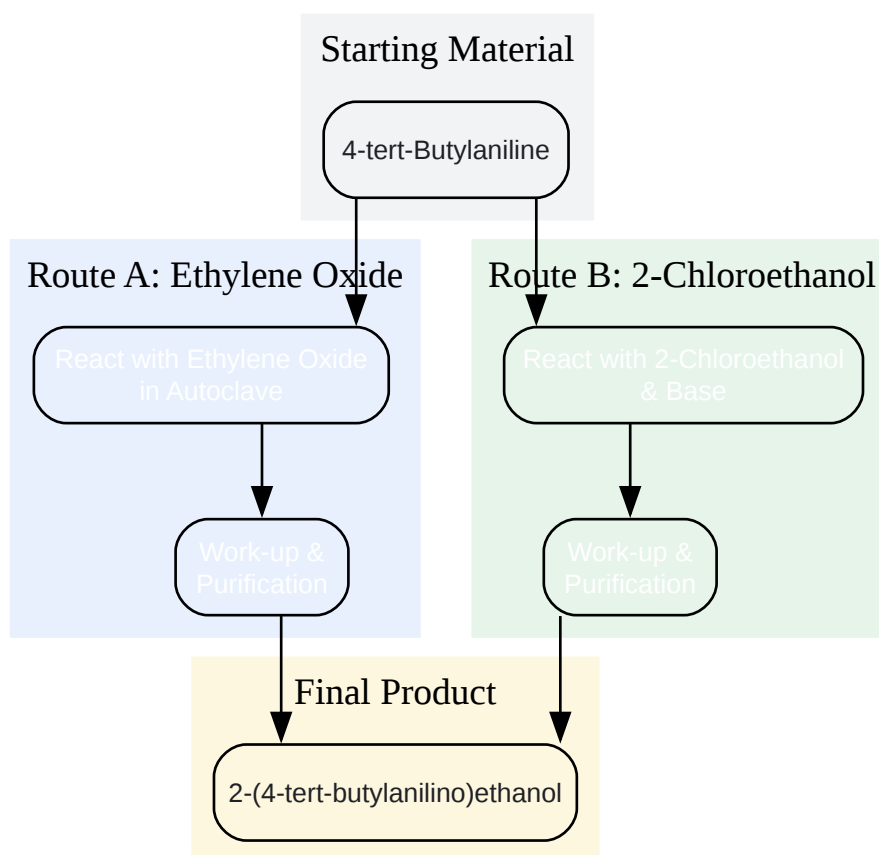 Starting Material
4-tert-Butylaniline
Route A: Ethylene Oxide
React with Ethylene Oxide
in Autoclave
Work-up &
Purification
Route B: 2-Chloroethanol
React with 2-Chloroethanol
& Base
Work-up &
Purification
Final Product
2-(4-tert-butylanilino)ethanol